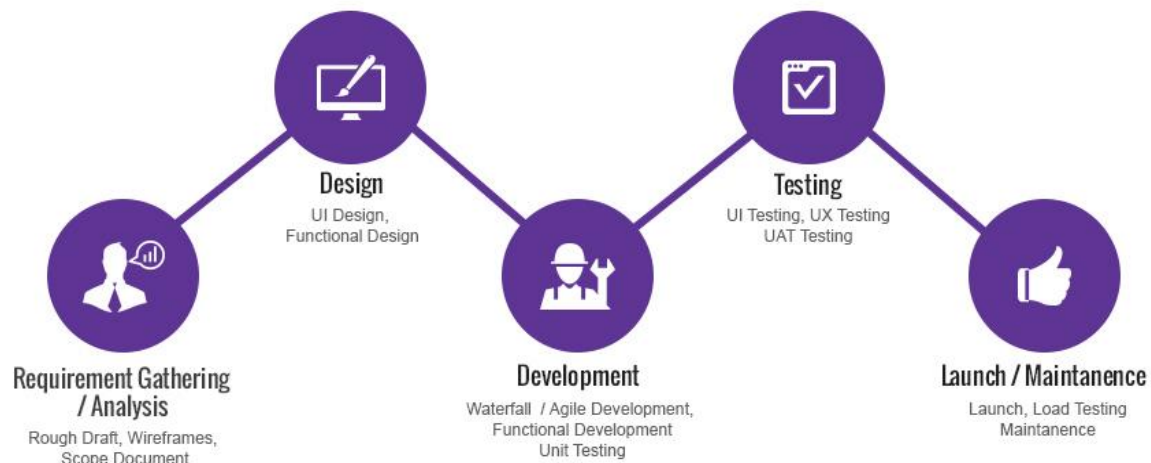 Requirement Gathering
/ Analysis
Rough Draft, Wireframes,
Scope Document
Design
UI Design,
Functional Design
Development
Waterfall / Agile Development,
Functional Development
Unit Testing
Testing
UI Testing, UX Testing
UAT Testing
Launch / Maintanence
Launch, Load Testing
Maintanence